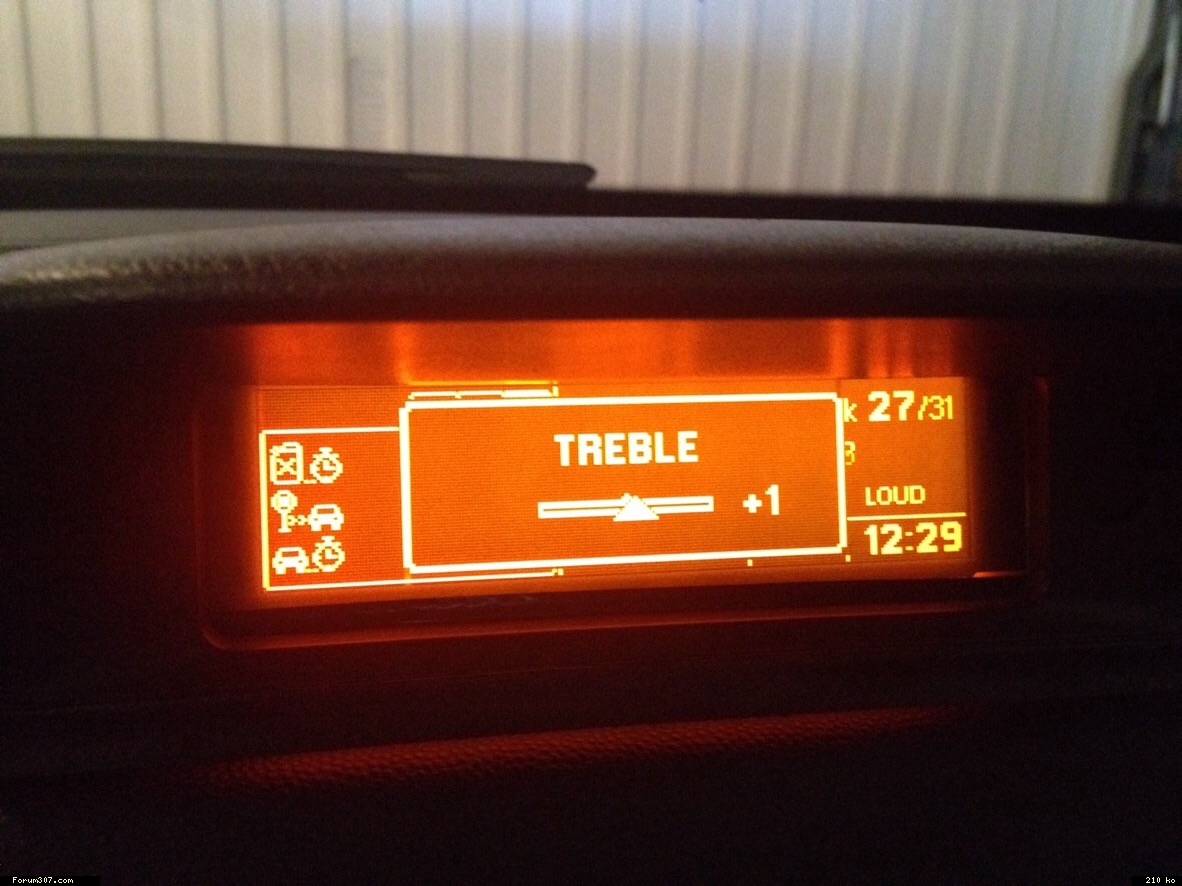 k 27/31
TREBLE
+1
LOUD
12:29
Forum307.com
210 ko